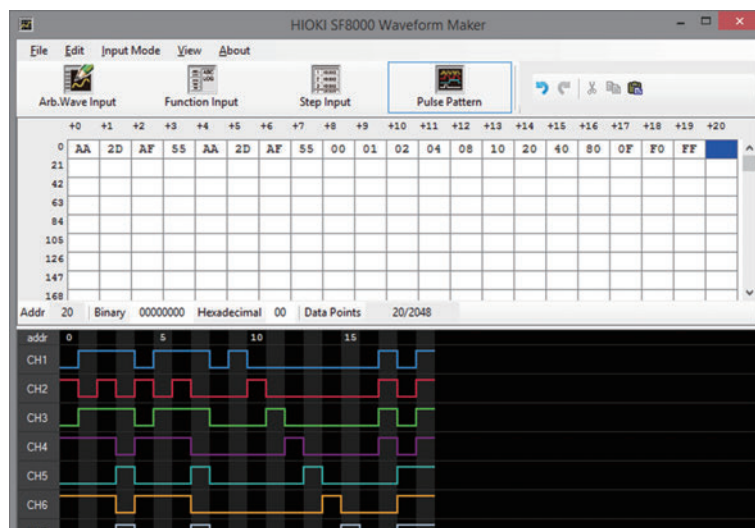 HIOKI SF8000 Waveform Maker
File Edit Input Mode View About
Arb.Wave Input Function Input Step Input Pulse Pattern
+0 +1 +2 +3 +4 +5 +6 +7 +8 +9 +10 +11 +12 +13 +14 +15 +16 +17 +18 +19 +20
0 AA 2D AF 55 AA 2D AF 55 00 01 02 04 08 10 20 40 80 0F F0 FF
21
42
63
84
105
126
147
168
Addr 20 Binary 00000000 Hexadecimal 00 Data Points 20/2048
addr 0 5 10 15
CH1
CH2
CH3
CH4
CH5
CH6